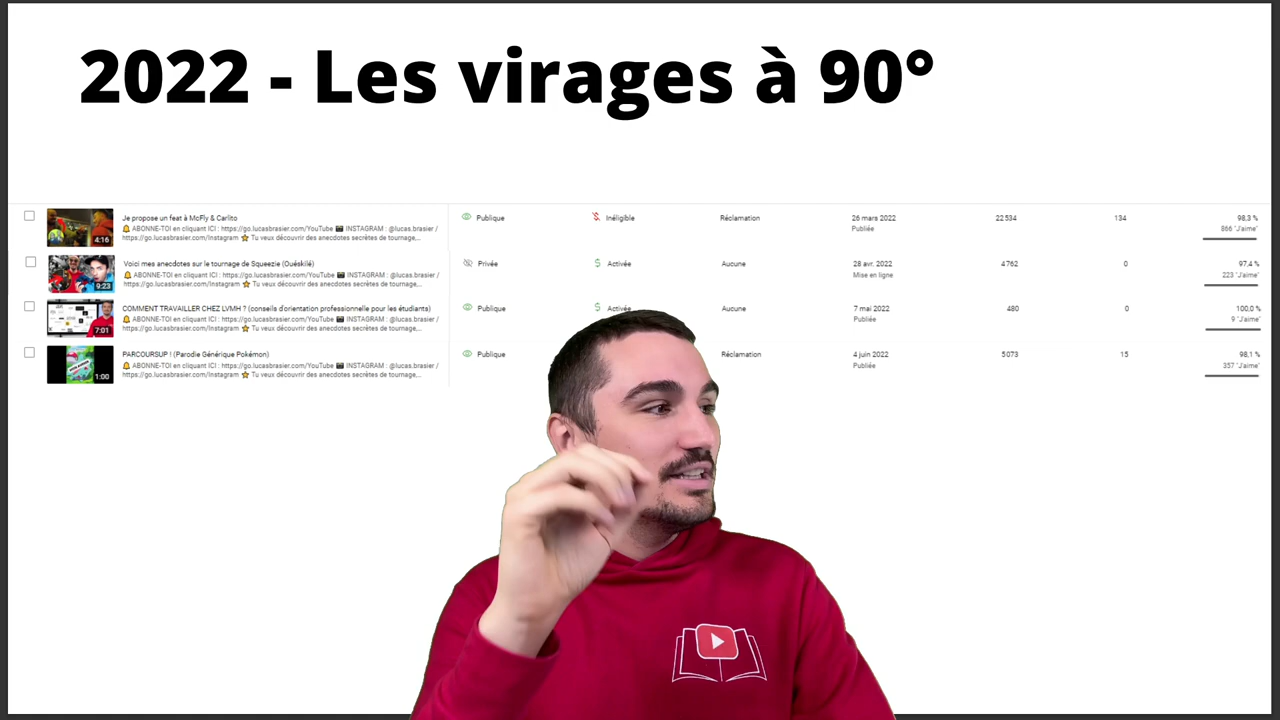 2022 - Les virages à 90°
Je propose un feat à McFly & Carlito
🔔 ABONNE-TOI en cliquant ICI : https://go.lucasbrasier.com/YouTube 📷 INSTAGRAM : @lucas.brasier /
https://go.lucasbrasier.com/Instagram ⭐ Tu veux découvrir des anecdotes secrètes de tournage,...
4:16
Publique
Inéligible
Réclamation
26 mars 2022
Publiée
22 534
134
98,3 %
866 "J'aime"
Voici mes anecdotes sur le tournage de Squeezie (Ouéskilé)
🔔 ABONNE-TOI en cliquant ICI : https://go.lucasbrasier.com/YouTube 📷 INSTAGRAM : @lucas.brasier /
https://go.lucasbrasier.com/Instagram ⭐ Tu veux découvrir des anecdotes secrètes de tournage,...
9:23
Privée
Activée
Aucune
28 avr. 2022
Mise en ligne
4 762
0
97,4 %
223 "J'aime"
COMMENT TRAVAILLER CHEZ LVMH ? (conseils d'orientation professionnelle pour les étudiants)
🔔 ABONNE-TOI en cliquant ICI : https://go.lucasbrasier.com/YouTube 📷 INSTAGRAM : @lucas.brasier /
https://go.lucasbrasier.com/Instagram ⭐ Tu veux découvrir des anecdotes secrètes de tournage,...
7:01
Publique
Activée
Aucune
7 mai 2022
Publiée
480
0
100,0 %
9 "J'aime"
PARCOURSUP ! (Parodie Générique Pokémon)
🔔 ABONNE-TOI en cliquant ICI : https://go.lucasbrasier.com/YouTube 📷 INSTAGRAM : @lucas.brasier /
https://go.lucasbrasier.com/Instagram ⭐ Tu veux découvrir des anecdotes secrètes de tournage,...
1:00
Publique
Réclamation
4 juin 2022
Publiée
5 073
15
98,1 %
357 "J'aime"